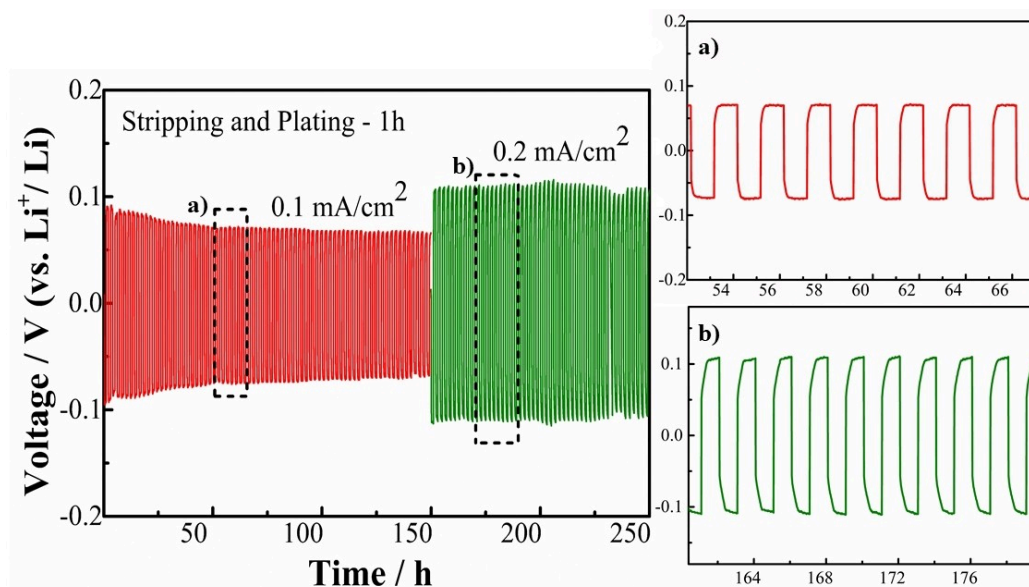 Voltage / V (vs. Li⁺/ Li)
0.2
0.1
0.0
-0.1
-0.2
Stripping and Plating - 1h
a)
0.1 mA/cm²
b)
0.2 mA/cm²
0 50 100 150 200 250
Time / h
a)
0.2
0.1
0.0
-0.1
-0.2
54 56 58 60 62 64 66
b)
0.1
0.0
-0.1
164 168 172 176